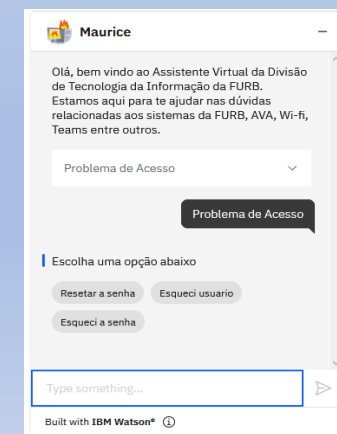 Maurice
Olá, bem vindo ao Assistente Virtual da Divisão
de Tecnologia da Informação da FURB.
Estamos aqui para te ajudar nas dúvidas
relacionadas aos sistemas da FURB, AVA, Wi-fi,
Teams entre outros.
Problema de Acesso
Problema de Acesso
Escolha uma opção abaixo
Resetar a senha Esqueci usuario
Esqueci a senha
Type something...
Built with IBM Watson®